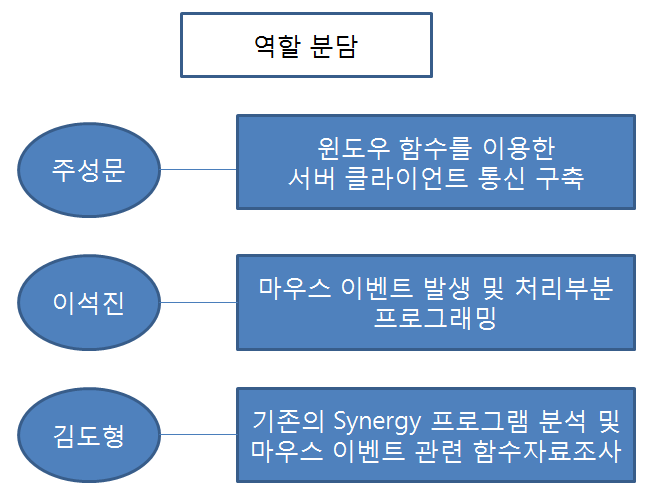 역할 분담
주성문
윈도우 함수를 이용한
서버 클라이언트 통신 구축
이석진
마우스 이벤트 발생 및 처리부분
프로그래밍
김도형
기존의 Synergy 프로그램 분석 및
마우스 이벤트 관련 함수자료조사